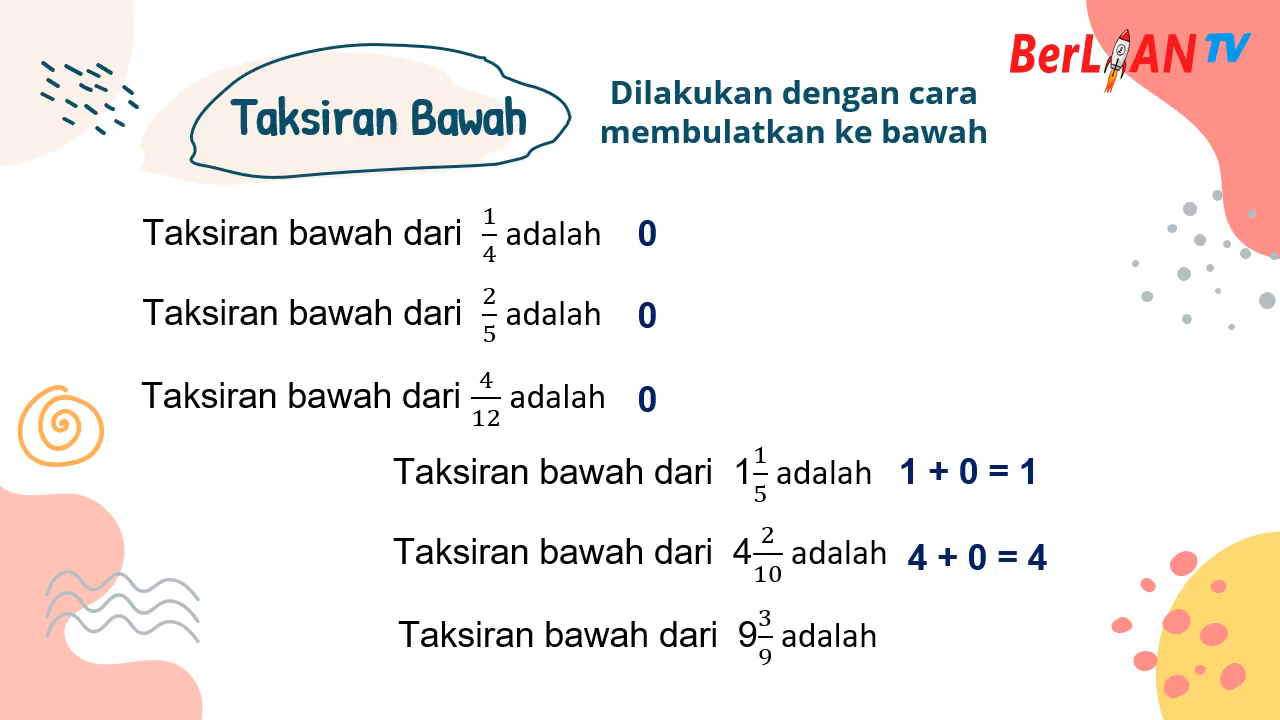 BerLIAN TV
Taksiran Bawah
Dilakukan dengan cara
membulatkan ke bawah
Taksiran bawah dari 1/4 adalah 0
Taksiran bawah dari 2/5 adalah 0
Taksiran bawah dari 4/12 adalah 0
Taksiran bawah dari 1 1/5 adalah 1 + 0 = 1
Taksiran bawah dari 4 2/10 adalah 4 + 0 = 4
Taksiran bawah dari 9 3/9 adalah